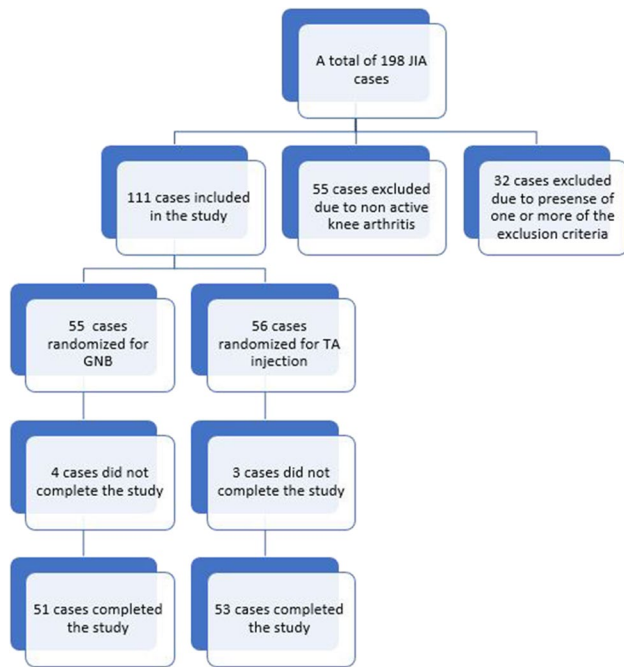 A total of 198 JIA
cases
111 cases included
in the study
55 cases excluded
due to non active
knee arthritis
32 cases excluded
due to presense of
one or more of the
exclusion criteria
55 cases
randomized for
GNB
56 cases
randomized for TA
injection
4 cases did not
complete the study
3 cases did not
complete the study
51 cases completed
the study
53 cases completed
the study